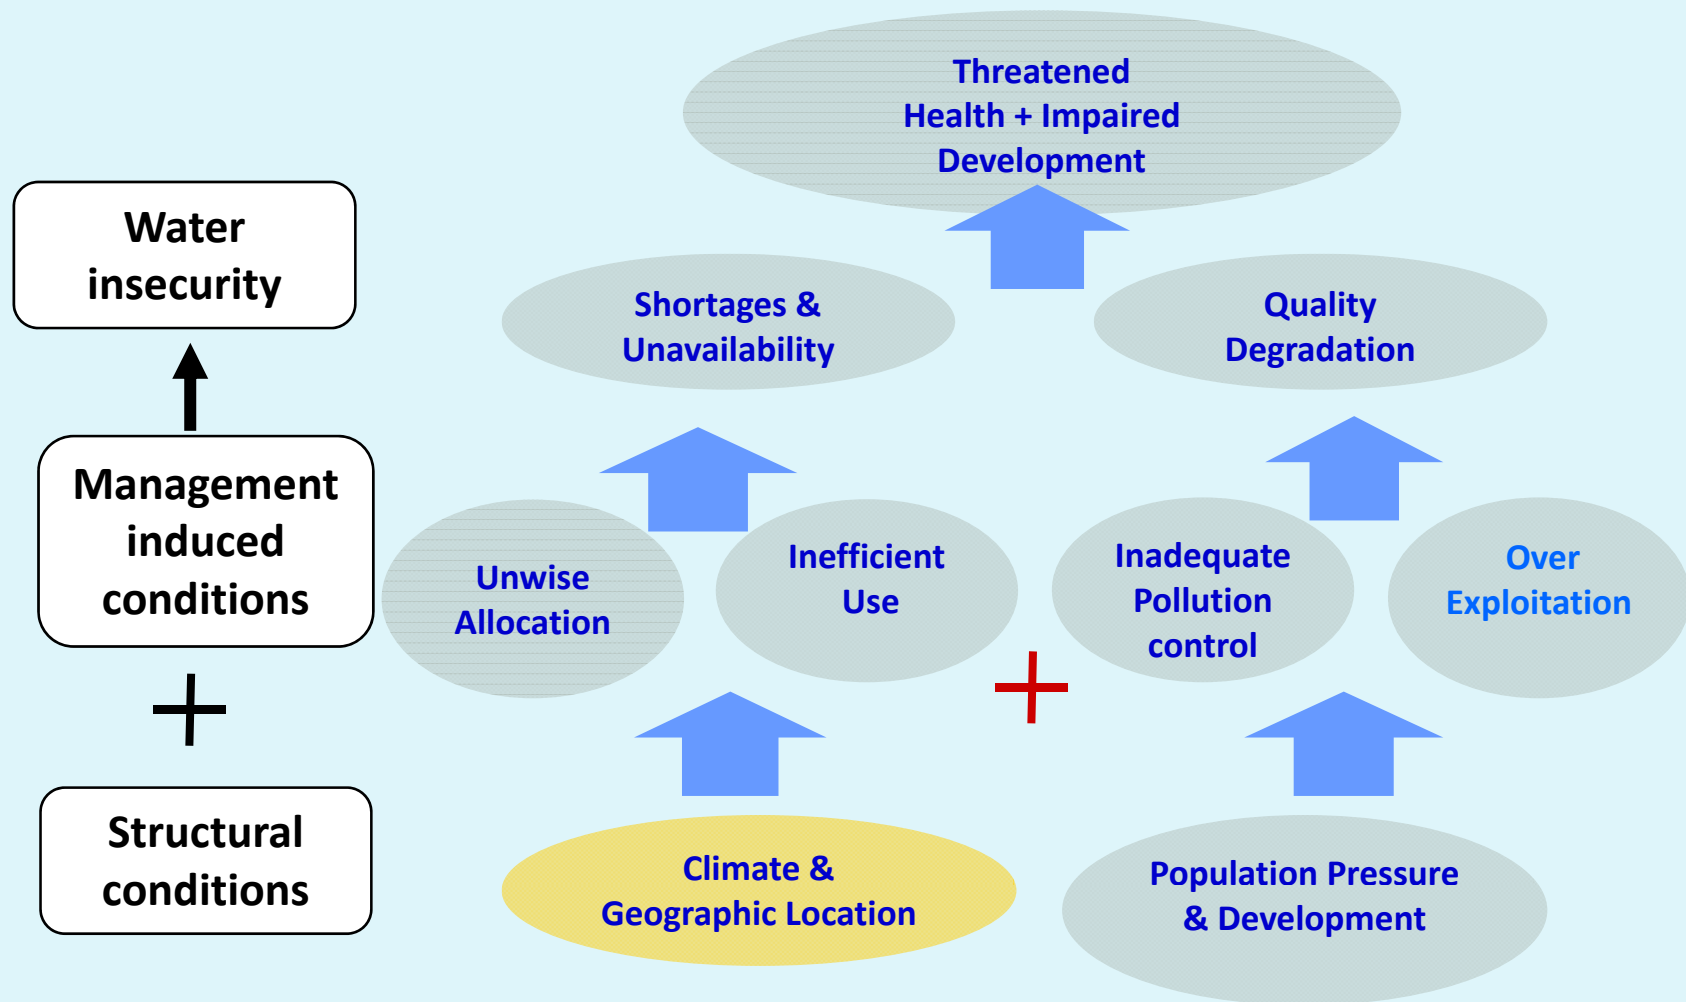 Threatened
Health + Impaired
Development
Water
insecurity
Shortages &
Unavailability
Quality
Degradation
Management
induced
conditions
Unwise
Allocation
Inefficient
Use
Inadequate
Pollution
control
Over
Exploitation
Structural
conditions
Climate &
Geographic Location
Population Pressure
& Development